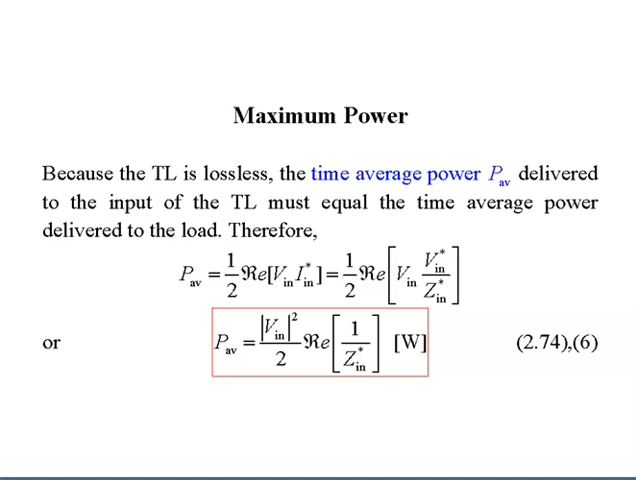 Maximum Power
Because the TL is lossless, the time average power P_av delivered
to the input of the TL must equal the time average power
delivered to the load. Therefore,
P_av = 1/2 ℜe[V_in I_in^*] = 1/2 ℜe[V_in V_in^*/Z_in^*]
or P_av = |V_in|^2/2 ℜe[1/Z_in^*] [W] (2.74),(6)